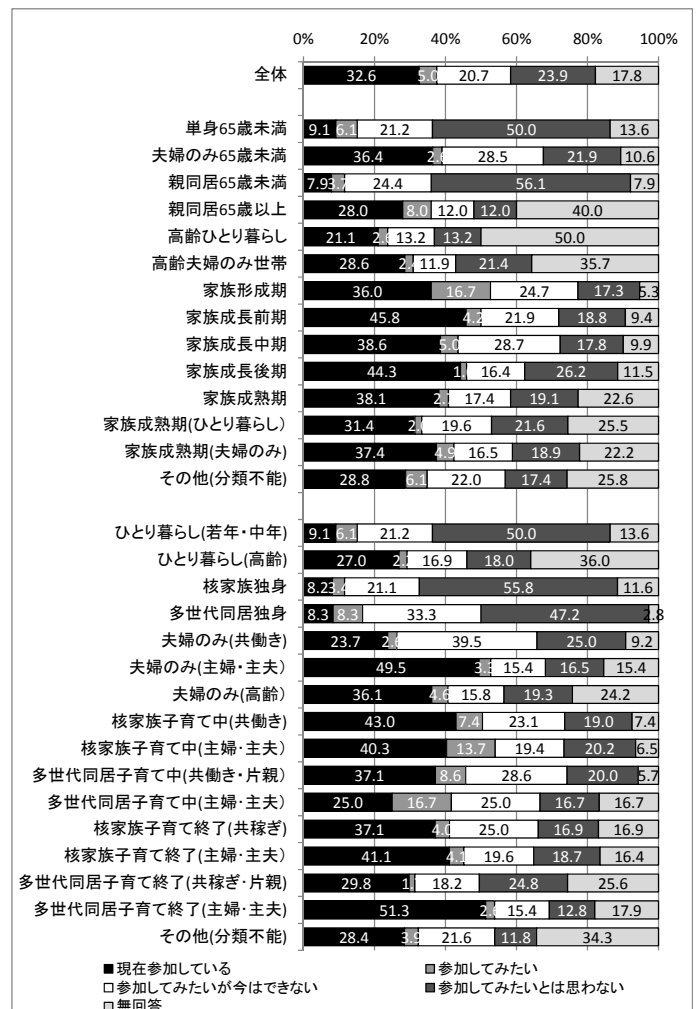 0% 20% 40% 60% 80% 100%
全体 32.6 5.0 20.7 23.9 17.8
単身65歳未満 9.1 6.1 21.2 50.0 13.6
夫婦のみ65歳未満 36.4 2.6 28.5 21.9 10.6
親同居65歳未満 7.9 3.7 24.4 56.1 7.9
親同居65歳以上 28.0 8.0 12.0 12.0 40.0
高齢ひとり暮らし 21.1 2.6 13.2 13.2 50.0
高齢夫婦のみ世帯 28.6 2.4 11.9 21.4 35.7
家族形成期 36.0 16.7 24.7 17.3 5.3
家族成長前期 45.8 4.2 21.9 18.8 9.4
家族成長中期 38.6 5.0 28.7 17.8 9.9
家族成長後期 44.3 16.4 26.2 11.5
家族成熟期 38.1 17.4 19.1 22.6
家族成熟期(ひとり暮らし) 31.4 2.0 19.6 21.6 25.5
家族成熟期(夫婦のみ) 37.4 4.9 16.5 18.9 22.2
その他(分類不能) 28.8 6.1 22.0 17.4 25.8
ひとり暮らし(若年・中年) 9.1 6.1 21.2 50.0 13.6
ひとり暮らし(高齢) 27.0 16.9 18.0 36.0
核家族独身 8.2 3.4 21.1 55.8 11.6
多世代同居独身 8.3 8.3 33.3 47.2 2.8
夫婦のみ(共働き) 23.7 2.6 39.5 25.0 9.2
夫婦のみ(主婦・主夫) 49.5 3.3 15.4 16.5 15.4
夫婦のみ(高齢) 36.1 4.6 15.8 19.3 24.2
核家族子育て中(共働き) 43.0 7.4 23.1 19.0 7.4
核家族子育て中(主婦・主夫) 40.3 13.7 19.4 20.2 6.5
多世代同居子育て中(共働き・片親) 37.1 8.6 28.6 20.0 5.7
多世代同居子育て中(主婦・主夫) 25.0 16.7 25.0 16.7 16.7
核家族子育て終了(共稼ぎ) 37.1 4.0 25.0 16.9 16.9
核家族子育て終了(主婦・主夫) 41.1 4.1 19.6 18.7 16.4
多世代同居子育て終了(共稼ぎ・片親) 29.8 18.2 24.8 25.6
多世代同居子育て終了(主婦・主夫) 51.3 2.6 15.4 12.8 17.9
その他(分類不能) 28.4 3.9 21.6 11.8 34.3
■現在参加している ■参加してみたい
□参加してみたいが今はできない ■参加してみたいとは思わない
□無回答